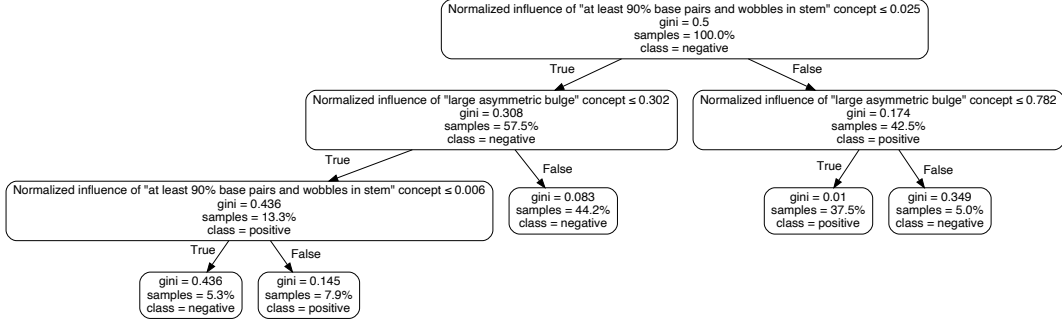 Normalized influence of "at least 90% base pairs and wobbles in stem" concept ≤ 0.025
gini = 0.5
samples = 100.0%
class = negative
True
False
Normalized influence of "large asymmetric bulge" concept ≤ 0.302
gini = 0.308
samples = 57.5%
class = negative
Normalized influence of "large asymmetric bulge" concept ≤ 0.782
gini = 0.174
samples = 42.5%
class = positive
True
False
True
False
Normalized influence of "at least 90% base pairs and wobbles in stem" concept ≤ 0.006
gini = 0.436
samples = 13.3%
class = positive
gini = 0.083
samples = 44.2%
class = negative
gini = 0.01
samples = 37.5%
class = positive
gini = 0.349
samples = 5.0%
class = negative
True
False
gini = 0.436
samples = 5.3%
class = negative
gini = 0.145
samples = 7.9%
class = positive